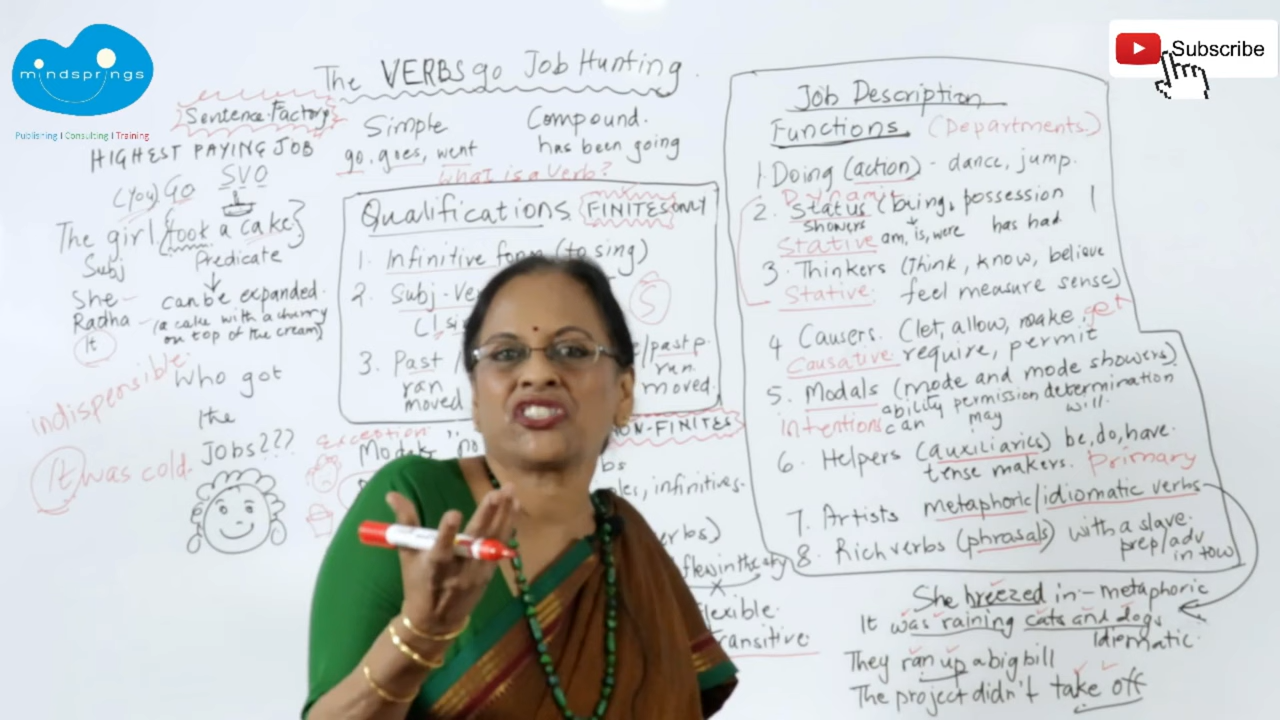 mindsprings
Publishing | Consulting | Training
Subscribe
The VERBS go Job Hunting.
Sentence Factory
HIGHEST PAYING JOB
(You) Go SVO
The girl {took a cake}
Subj Predicate
She - can be expanded.
Radha - (a cake with a cherry
on top of the cream)
It
indispensible
Who got
the
Jobs???
It was cold.
Simple
go, goes, went
Compound.
has been going
What is a Verb?
Qualifications FINITES ONLY
1. Infinitive form (to sing)
2. Subj-Ve
S
3. Past /past p.
ran run
moved moved.
exception
NON-FINITES
Models
infinitives.
flew in the sky
flexible
transitive
Job Description
Functions. (Departments)
1. Doing (action) - dance, jump.
Dynamic
2. Status (being, possession
showers am, is, were has had
Stative
3. Thinkers (think, know, believe
Stative feel measure sense)
4 Causers. (let, allow, make, get
Causative require, permit
5. Modals (mode and mode showers)
Intention ability permission determination
can may will.
6. Helpers (auxiliaries) be, do, have.
tense makers. Primary
7. Artists metaphoric/idiomatic verbs
8. Rich verbs (phrasals) with a slave.
prep/adv
in tow
She breezed in - metaphoric
It was raining cats and dogs
Idiomatic
They ran up a big bill
The project didn't take off